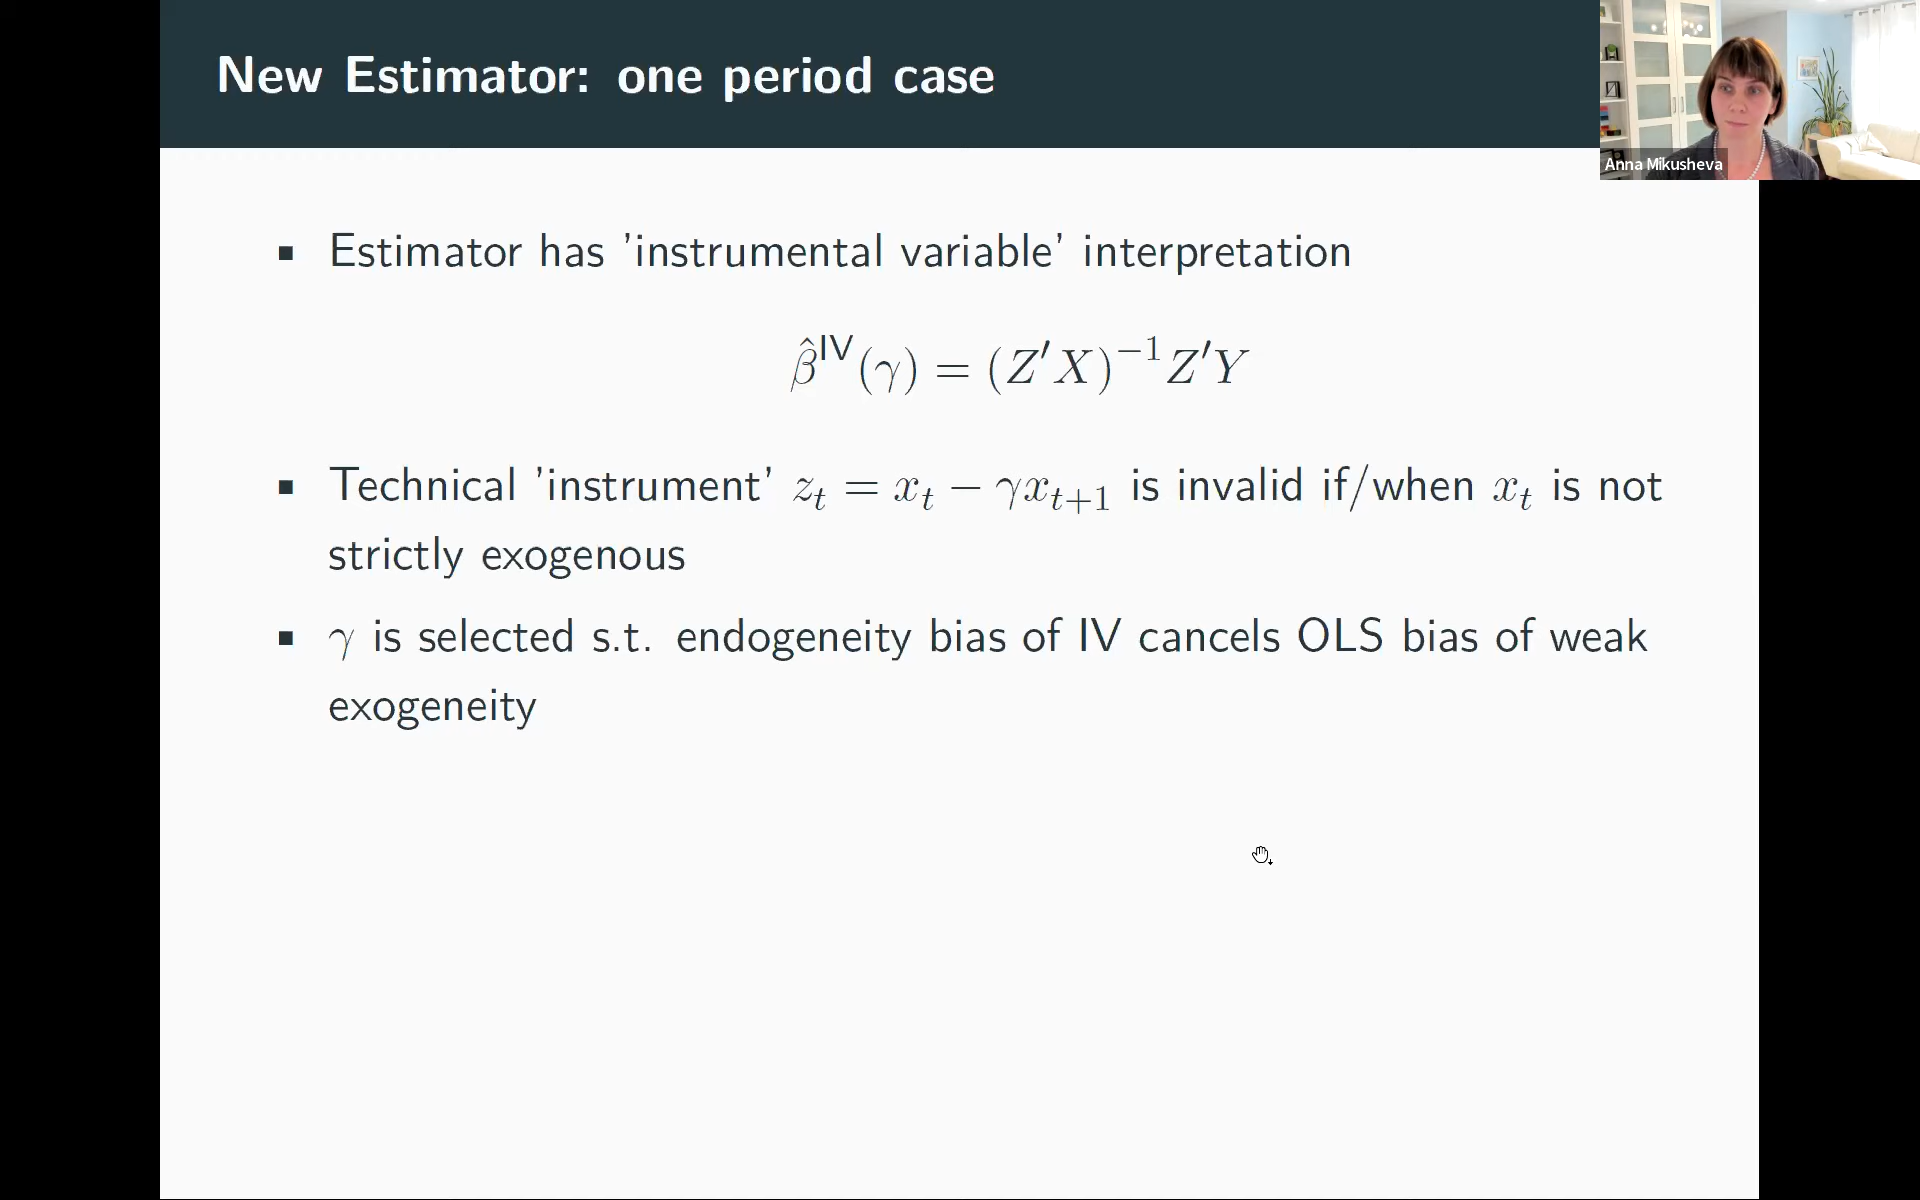 New Estimator: one period case
Anna Mikusheva
▪ Estimator has 'instrumental variable' interpretation
β̂^IV(γ) = (Z′X)^−1 Z′Y
▪ Technical 'instrument' z_t = x_t − γx_{t+1} is invalid if/when x_t is not
strictly exogenous
▪ γ is selected s.t. endogeneity bias of IV cancels OLS bias of weak
exogeneity